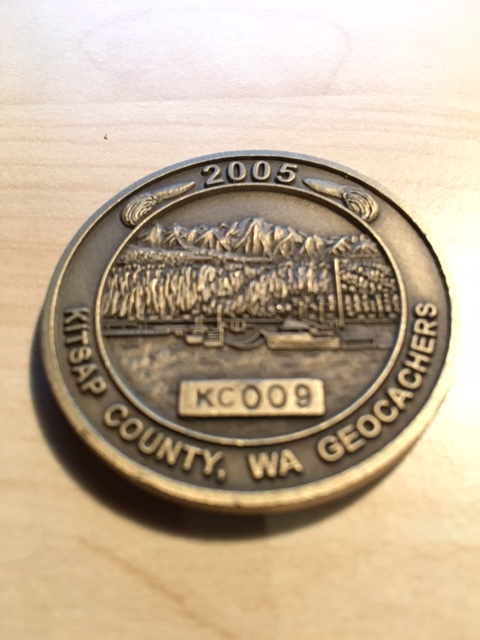 2005
KC009
KITSAP COUNTY, WA GEOCACHERS